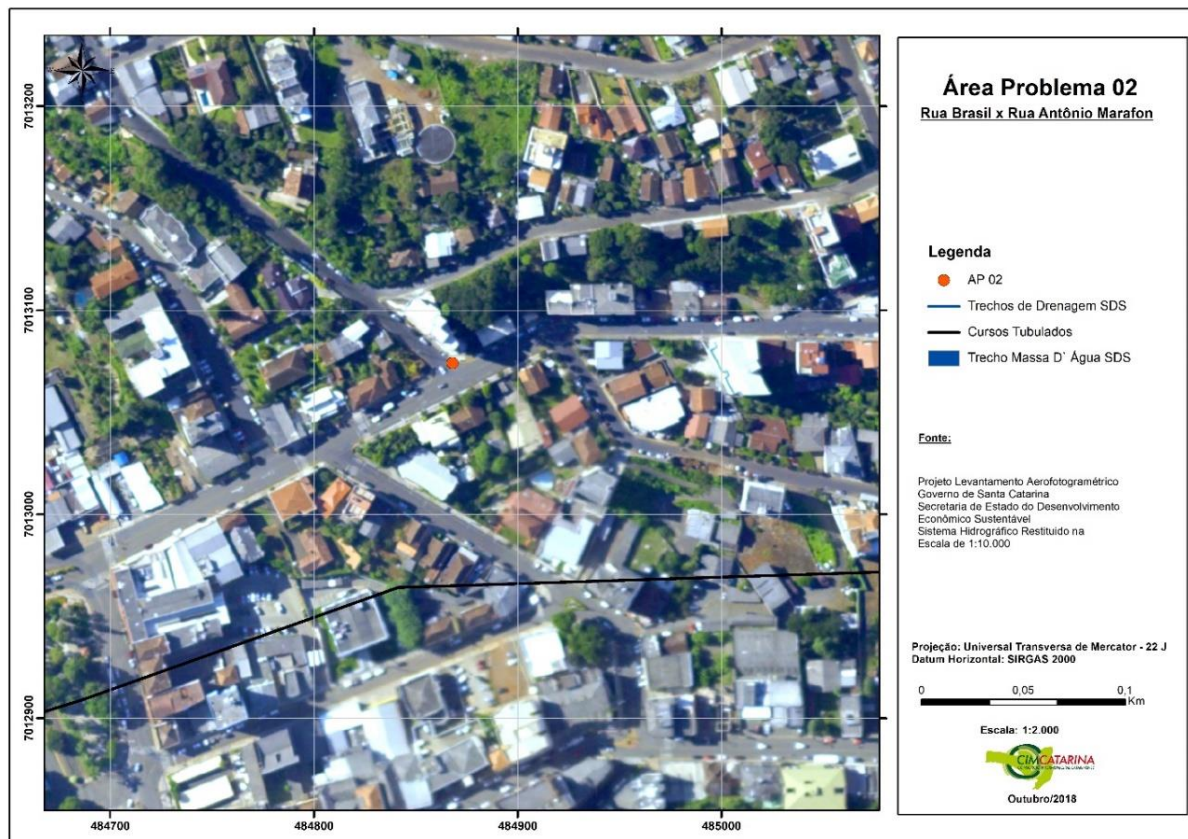 Área Problema 02
Rua Brasil x Rua Antônio Marafon
Legenda
AP 02
Trechos de Drenagem SDS
Cursos Tubulados
Trecho Massa D` Água SDS
Fonte:
Projeto Levantamento Aerofotogramétrico
Governo de Santa Catarina
Secretaria de Estado do Desenvolvimento
Econômico Sustentável
Sistema Hidrográfico Restituido na
Escala de 1:10.000
Projeção: Universal Transversa de Mercator - 22 J
Datum Horizontal: SIRGAS 2000
0 0,05 0,1
Km
Escala: 1:2.000
CIMCATARINA
Outubro/2018
7013200
7013100
7013000
7012900
484700 484800 484900 485000